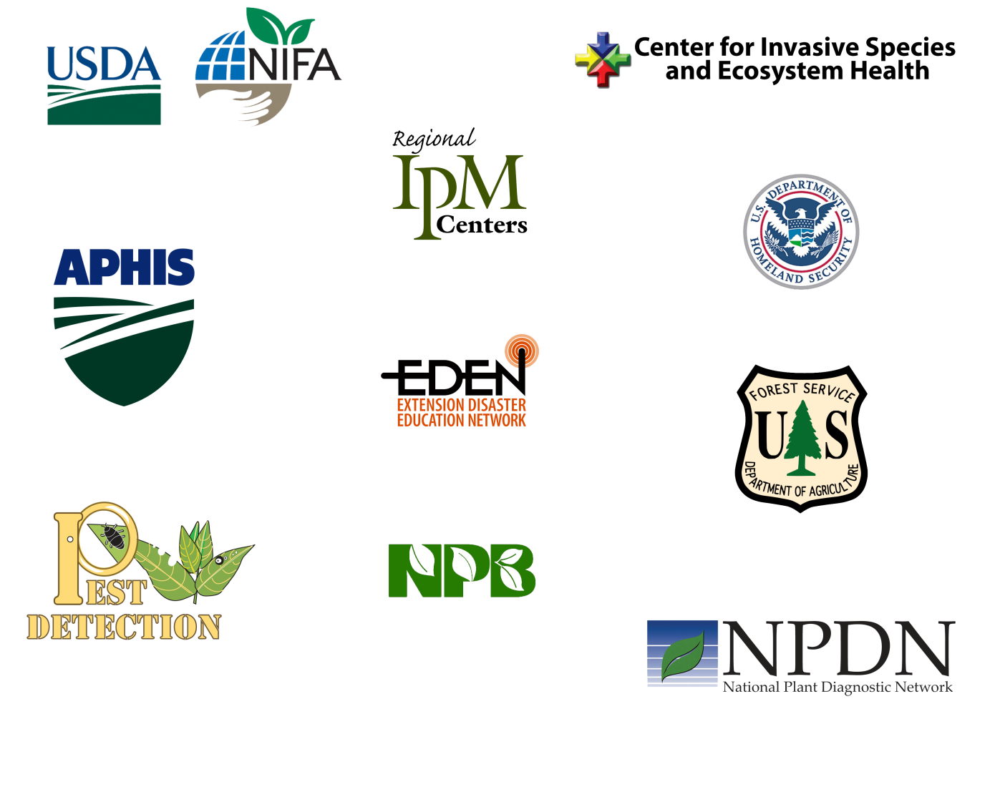 USDA
NIFA
Center for Invasive Species
and Ecosystem Health
Regional
IPM
Centers
U.S. DEPARTMENT OF
HOMELAND SECURITY
APHIS
EDEN
EXTENSION DISASTER
EDUCATION NETWORK
FOREST SERVICE
U S
DEPARTMENT OF AGRICULTURE
PEST
DETECTION
NPB
NPDN
National Plant Diagnostic Network